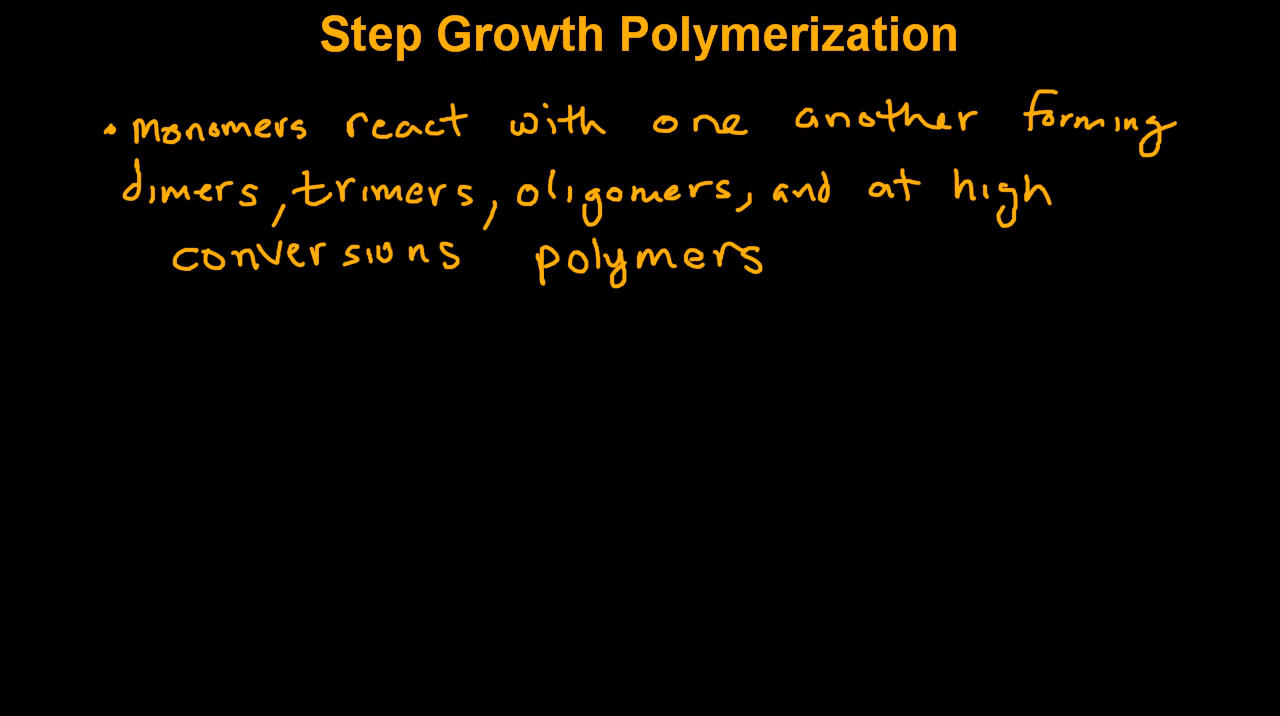 Step Growth Polymerization
• monomers react with one another forming
dimers, trimers, oligomers, and at high
conversions polymers